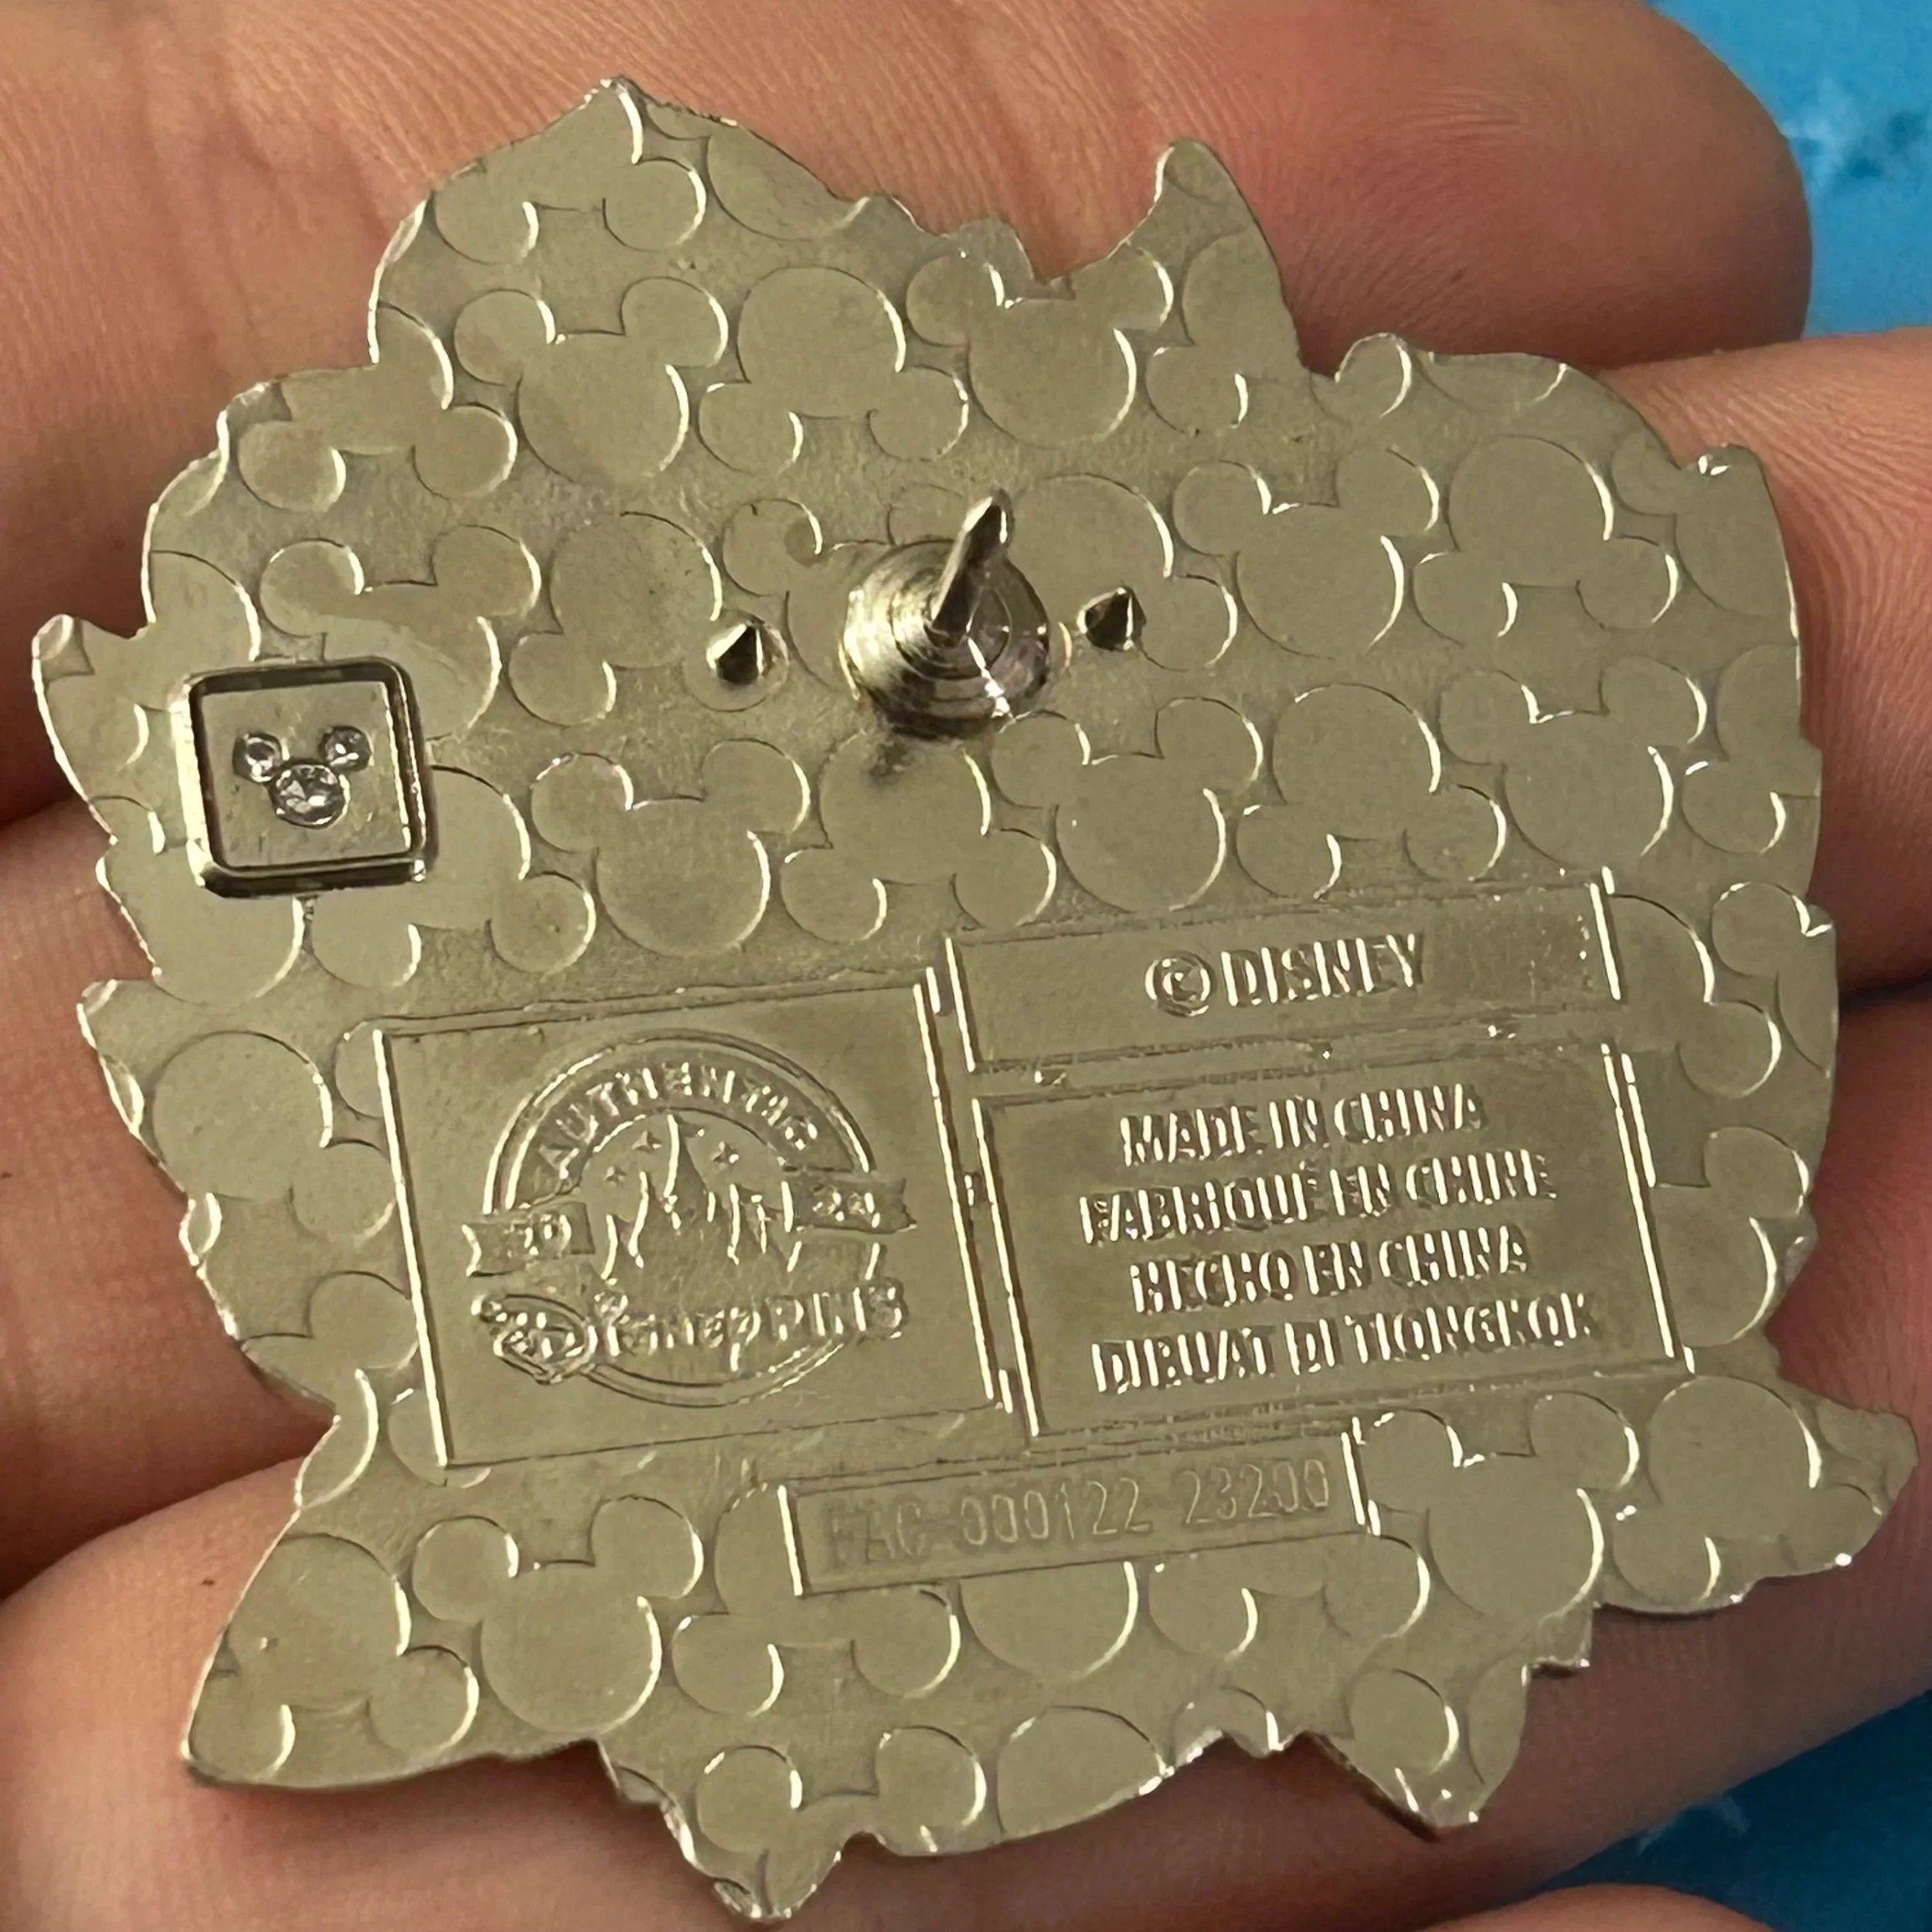 © DISNEY
AUTHENTIC
20 24
Disney PINS
MADE IN CHINA
FABRIQUÉ EN CHINE
HECHO EN CHINA
DIBUAT DI TIONGKOK
FAC-000122-23200